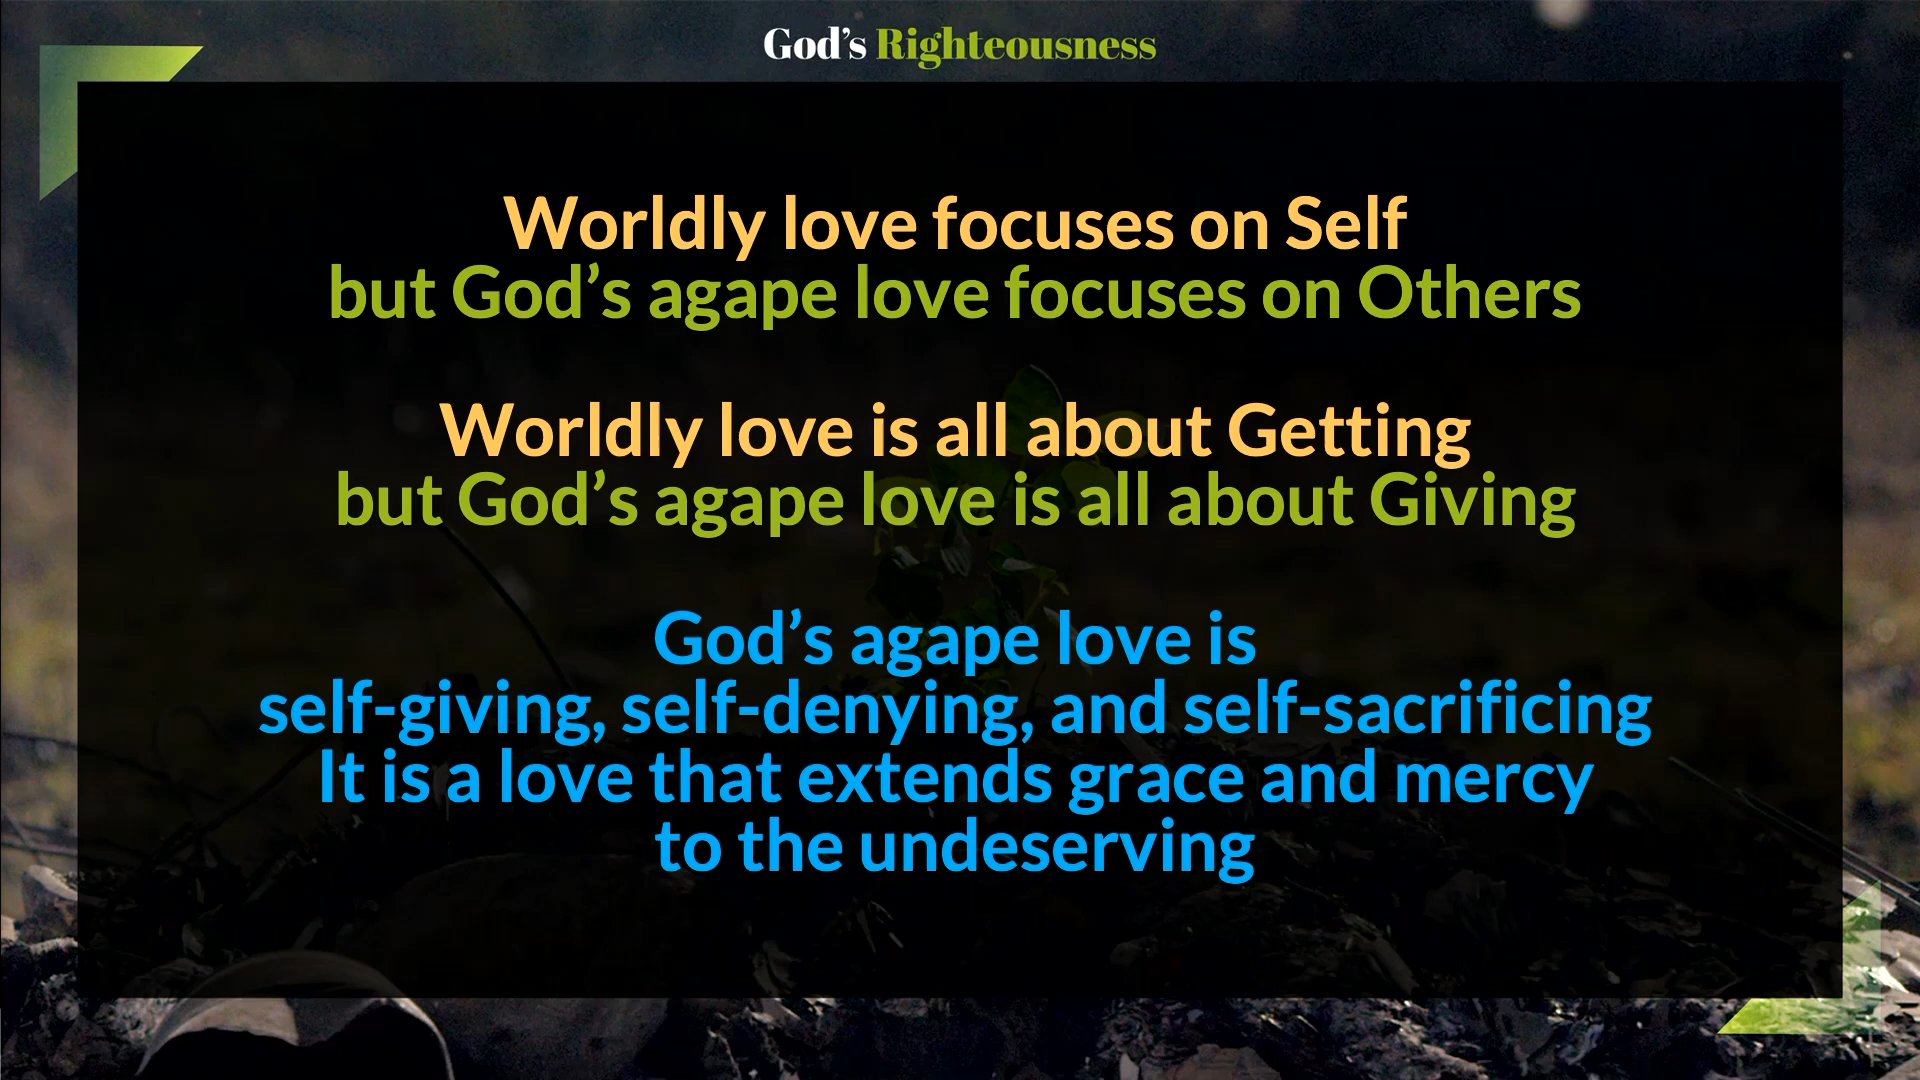 God’s Righteousness
Worldly love focuses on Self
but God’s agape love focuses on Others
Worldly love is all about Getting
but God’s agape love is all about Giving
God’s agape love is
self-giving, self-denying, and self-sacrificing
It is a love that extends grace and mercy
to the undeserving